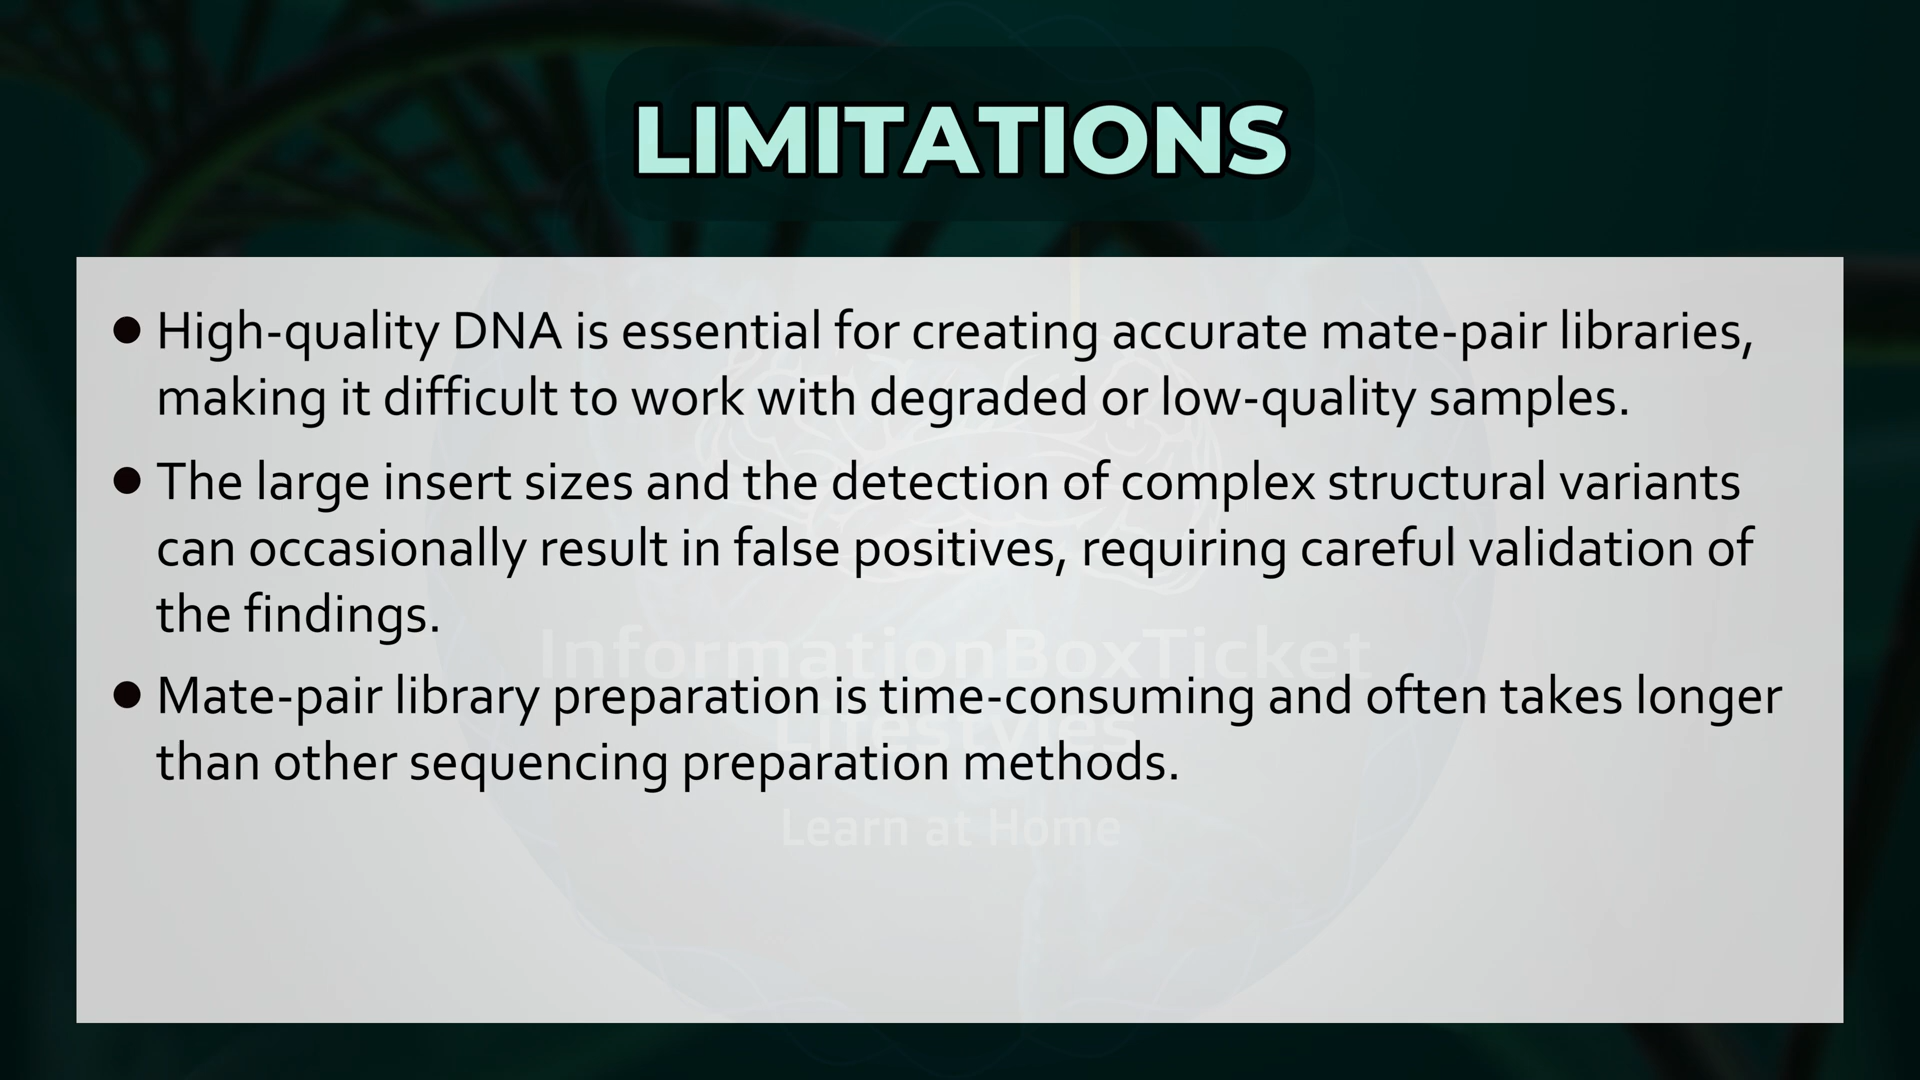 LIMITATIONS
● High-quality DNA is essential for creating accurate mate-pair libraries,
making it difficult to work with degraded or low-quality samples.
● The large insert sizes and the detection of complex structural variants
can occasionally result in false positives, requiring careful validation of
the findings.
InformationBoxTicket
● Mate-pair library preparation is time-consuming and often takes longer
Lifestyles
than other sequencing preparation methods.
Learn at Home